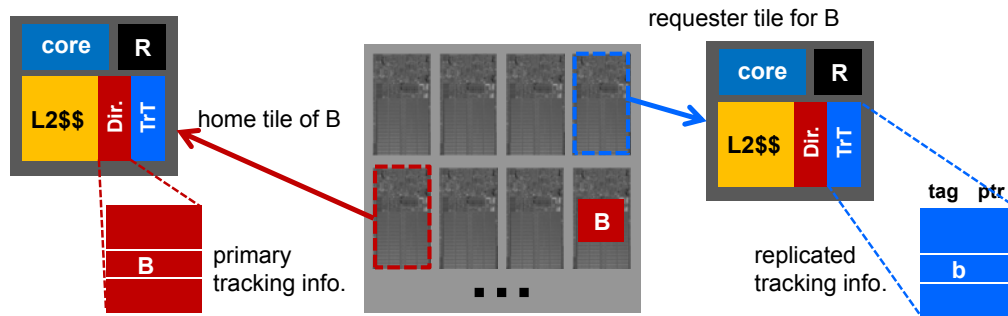 core
R
L2$$
Dir.
TrT
home tile of B
B
primary
tracking info.
B
■ ■ ■
requester tile for B
core
R
L2$$
Dir.
TrT
tag ptr
b
replicated
tracking info.